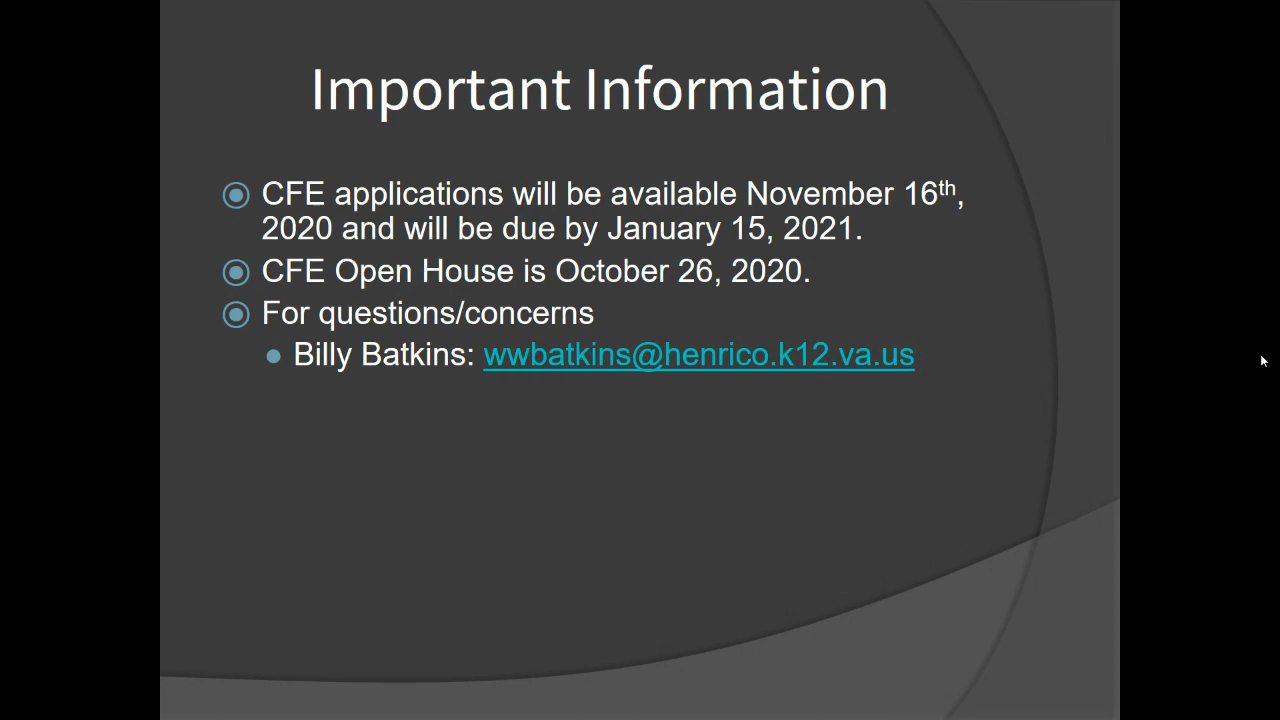 Important Information
CFE applications will be available November 16th,
2020 and will be due by January 15, 2021.
CFE Open House is October 26, 2020.
For questions/concerns
Billy Batkins: wwbatkins@henrico.k12.va.us